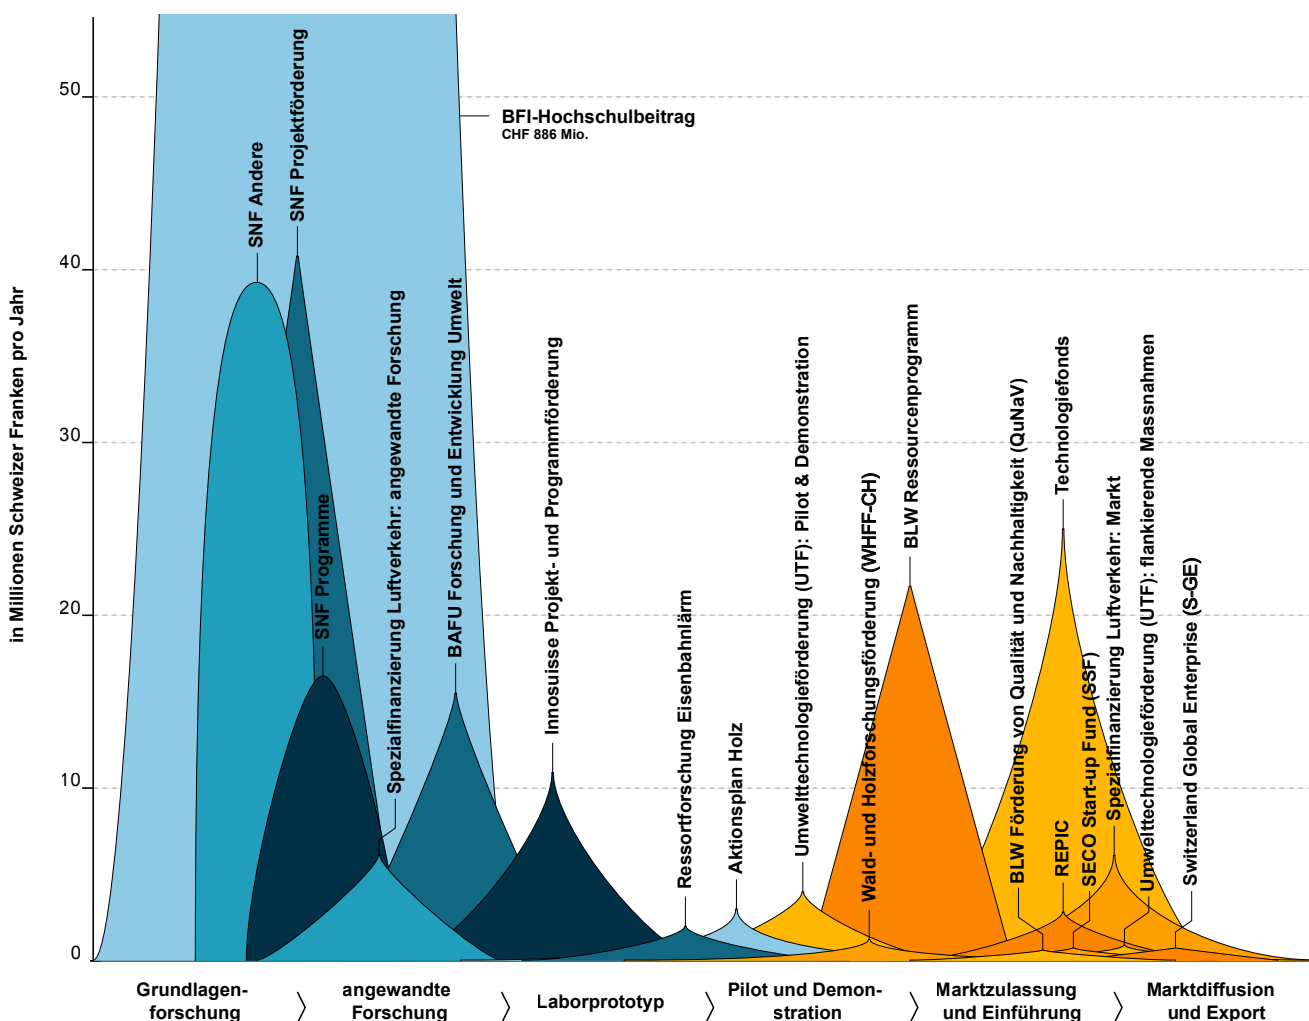 in Millionen Schweizer Franken pro Jahr
50
40
30
20
10
0
BFI-Hochschulbeitrag
CHF 886 Mio.
SNF Andere
SNF Projektförderung
SNF Programme
Spezialfinanzierung Luftverkehr: angewandte Forschung
BAFU Forschung und Entwicklung Umwelt
Innosuisse Projekt- und Programmförderung
Ressortforschung Eisenbahnlärm
Aktionsplan Holz
Umwelttechnologieförderung (UTF): Pilot & Demonstration
Wald- und Holzforschungsförderung (WHFF-CH)
BLW Ressourcenprogramm
BLW Förderung von Qualität und Nachhaltigkeit (QuNaV)
Technologiefonds
REPIC
SECO Start-up Fund (SSF)
Spezialfinanzierung Luftverkehr: Markt
Umwelttechnologieförderung (UTF): flankierende Massnahmen
Switzerland Global Enterprise (S-GE)
Grundlagen-
forschung
angewandte
Forschung
Laborprototyp
Pilot und Demon-
stration
Marktzulassung
und Einführung
Marktdiffusion
und Export